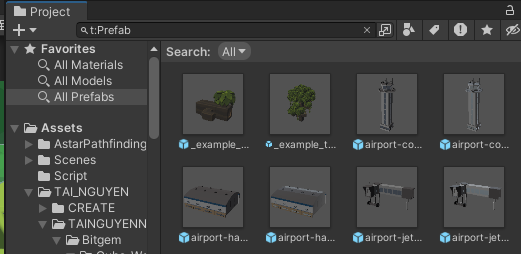 Project
t:Prefab
Favorites
All Materials
All Models
All Prefabs
Assets
AstarPathfinding
Scenes
Script
TAI_NGUYEN
CREATE
TAINGUYENN
Bitgem
Search: All
_example_... _example_t... airport-co... airport-co...
airport-ha... airport-ha... airport-jet... airport-jet...